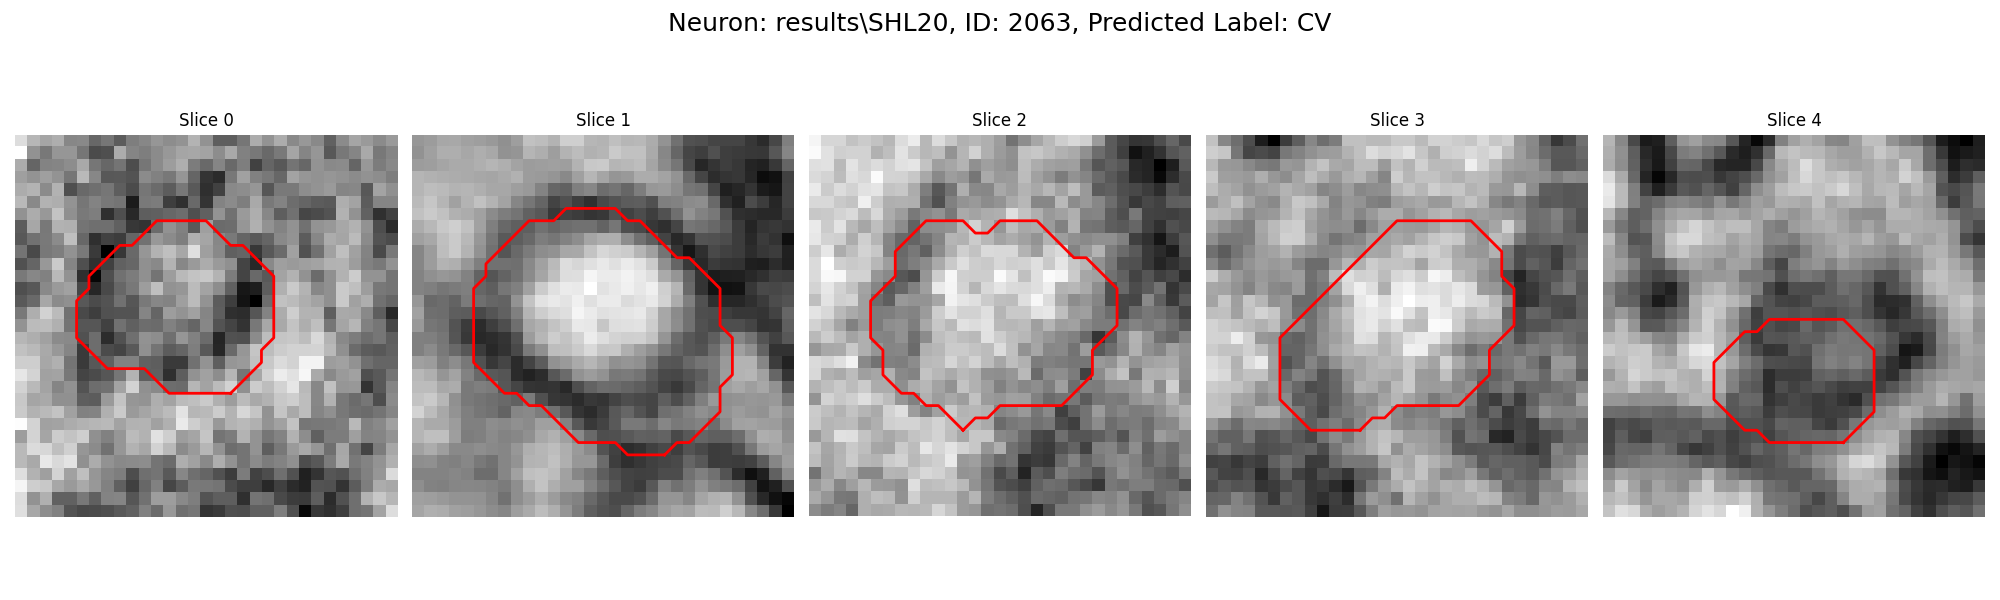 Neuron: results\SHL20, ID: 2063, Predicted Label: CV
Slice 0
Slice 1
Slice 2
Slice 3
Slice 4